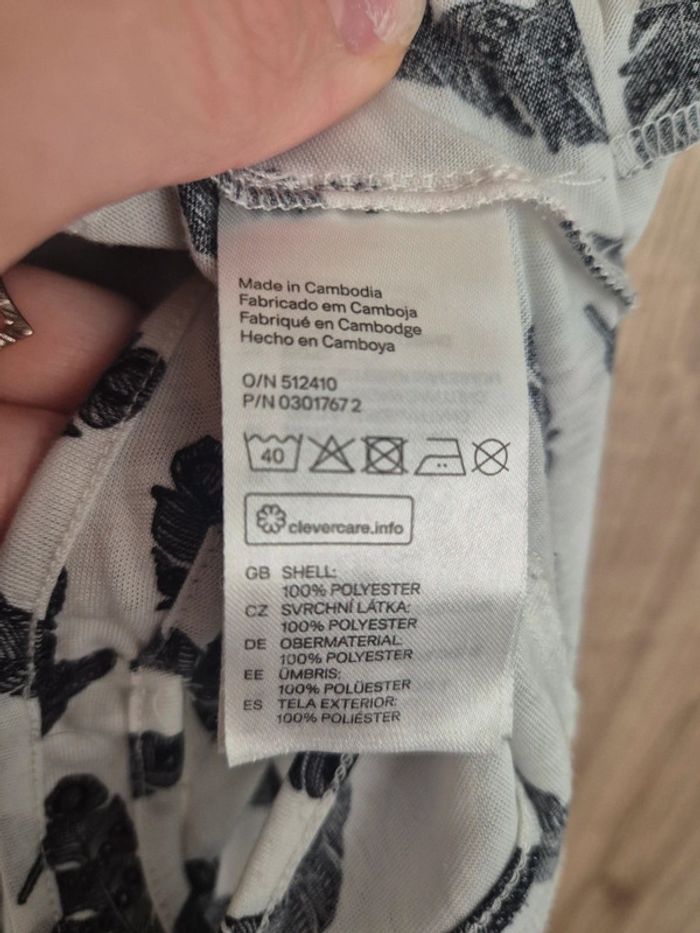 Made in Cambodia
Fabricado em Camboja
Fabriqué en Cambodge
Hecho en Camboya
O/N 512410
P/N 03017672
40
clevercare.info
GB SHELL:
100% POLYESTER
CZ SVRCHNÍ LÁTKA:
100% POLYESTER
DE OBERMATERIAL:
100% POLYESTER
EE ÜMBRIS:
100% POLÜESTER
ES TELA EXTERIOR:
100% POLIÉSTER